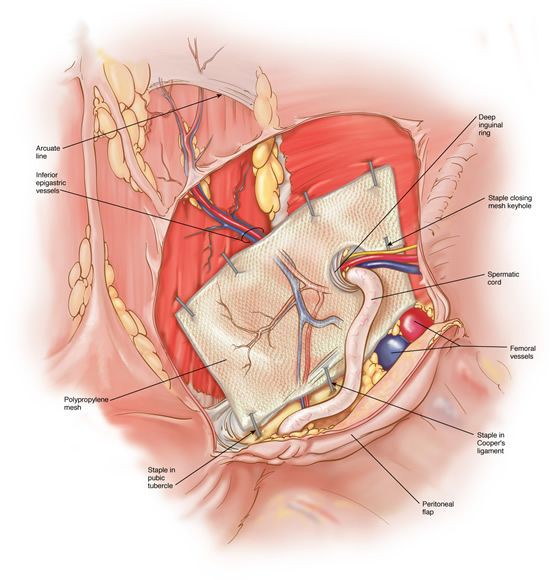 Deep
inguinal
ring
Arcuate
line
Inferior
epigastric
vessels
Staple closing
mesh keyhole
Spermatic
cord
Femoral
vessels
Polypropylene
mesh
Staple in
Cooper's
ligament
Staple in
pubic
tubercle
Peritoneal
flap